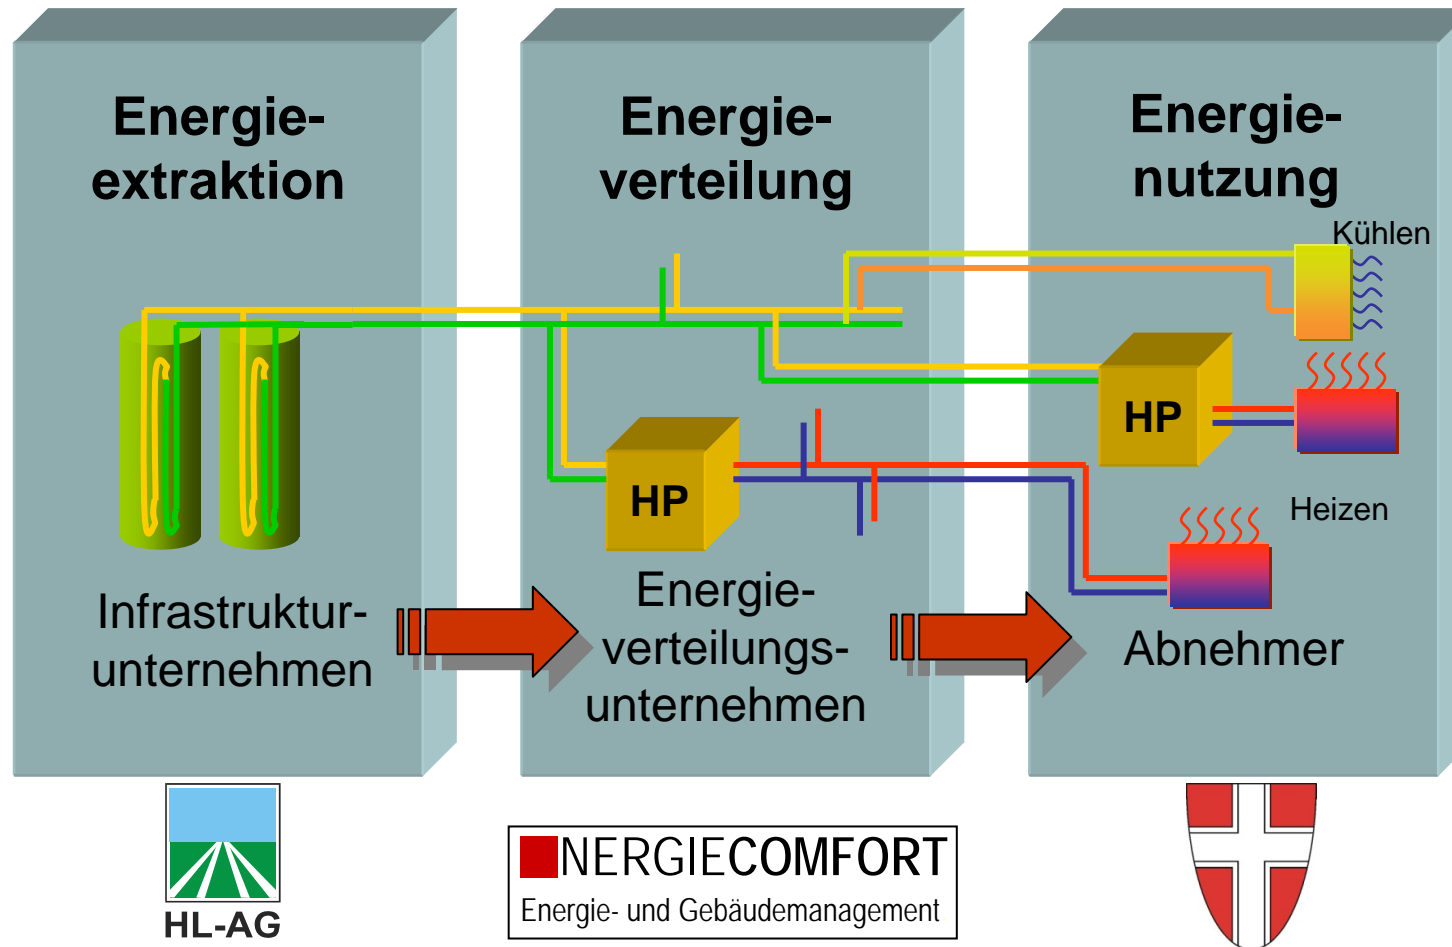 Energie-
extraktion
Infrastruktur-
unternehmen
HL-AG
Energie-
verteilung
HP
Energie-
verteilungs-
unternehmen
NERGIECOMFORT
Energie- und Gebäudemanagement
Energie-
nutzung
Kühlen
HP
Heizen
Abnehmer